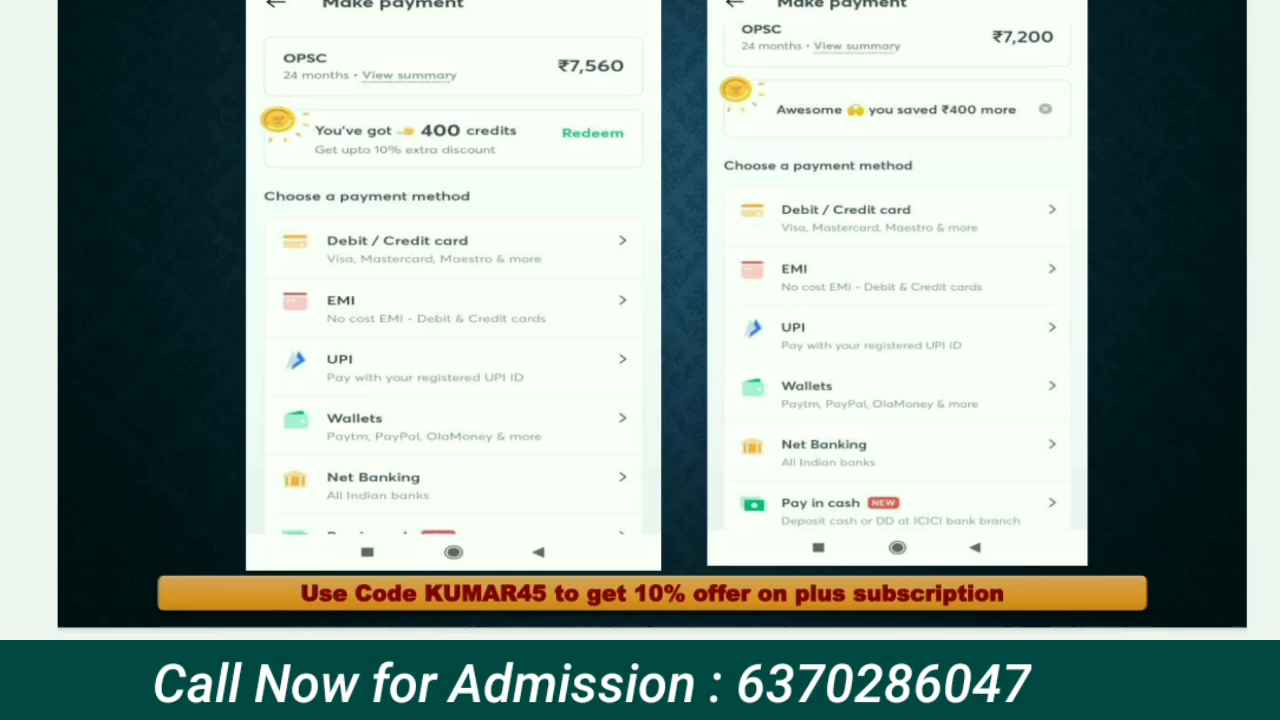 Make payment
OPSC
24 months • View summary
₹7,560
You've got 400 credits
Get upto 10% extra discount
Redeem
Choose a payment method
Debit / Credit card
Visa, Mastercard, Maestro & more
EMI
No cost EMI - Debit & Credit cards
UPI
Pay with your registered UPI ID
Wallets
Paytm, PayPal, OlaMoney & more
Net Banking
All Indian banks
Make payment
OPSC
24 months • View summary
₹7,200
Awesome 🙌 you saved ₹400 more
Choose a payment method
Debit / Credit card
Visa, Mastercard, Maestro & more
EMI
No cost EMI - Debit & Credit cards
UPI
Pay with your registered UPI ID
Wallets
Paytm, PayPal, OlaMoney & more
Net Banking
All Indian banks
Pay in cash NEW
Deposit cash or DD at ICICI bank branch
Use Code KUMAR45 to get 10% offer on plus subscription
Call Now for Admission : 6370286047